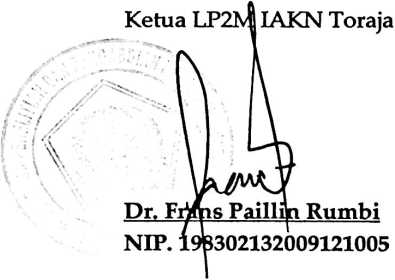 Ketua LP2M IAKN Toraja
Dr. Frans Paillin Rumbi
NIP. 198302132009121005